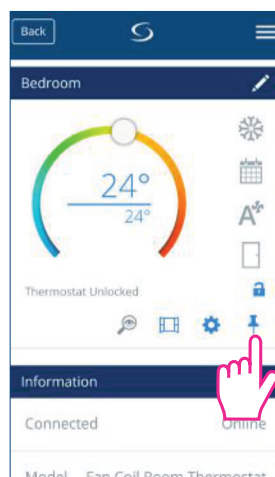 Back
Bedroom
24°
24°
A
Thermostat Unlocked
Information
Connected Online
Model Fan Coil Room Thermostat